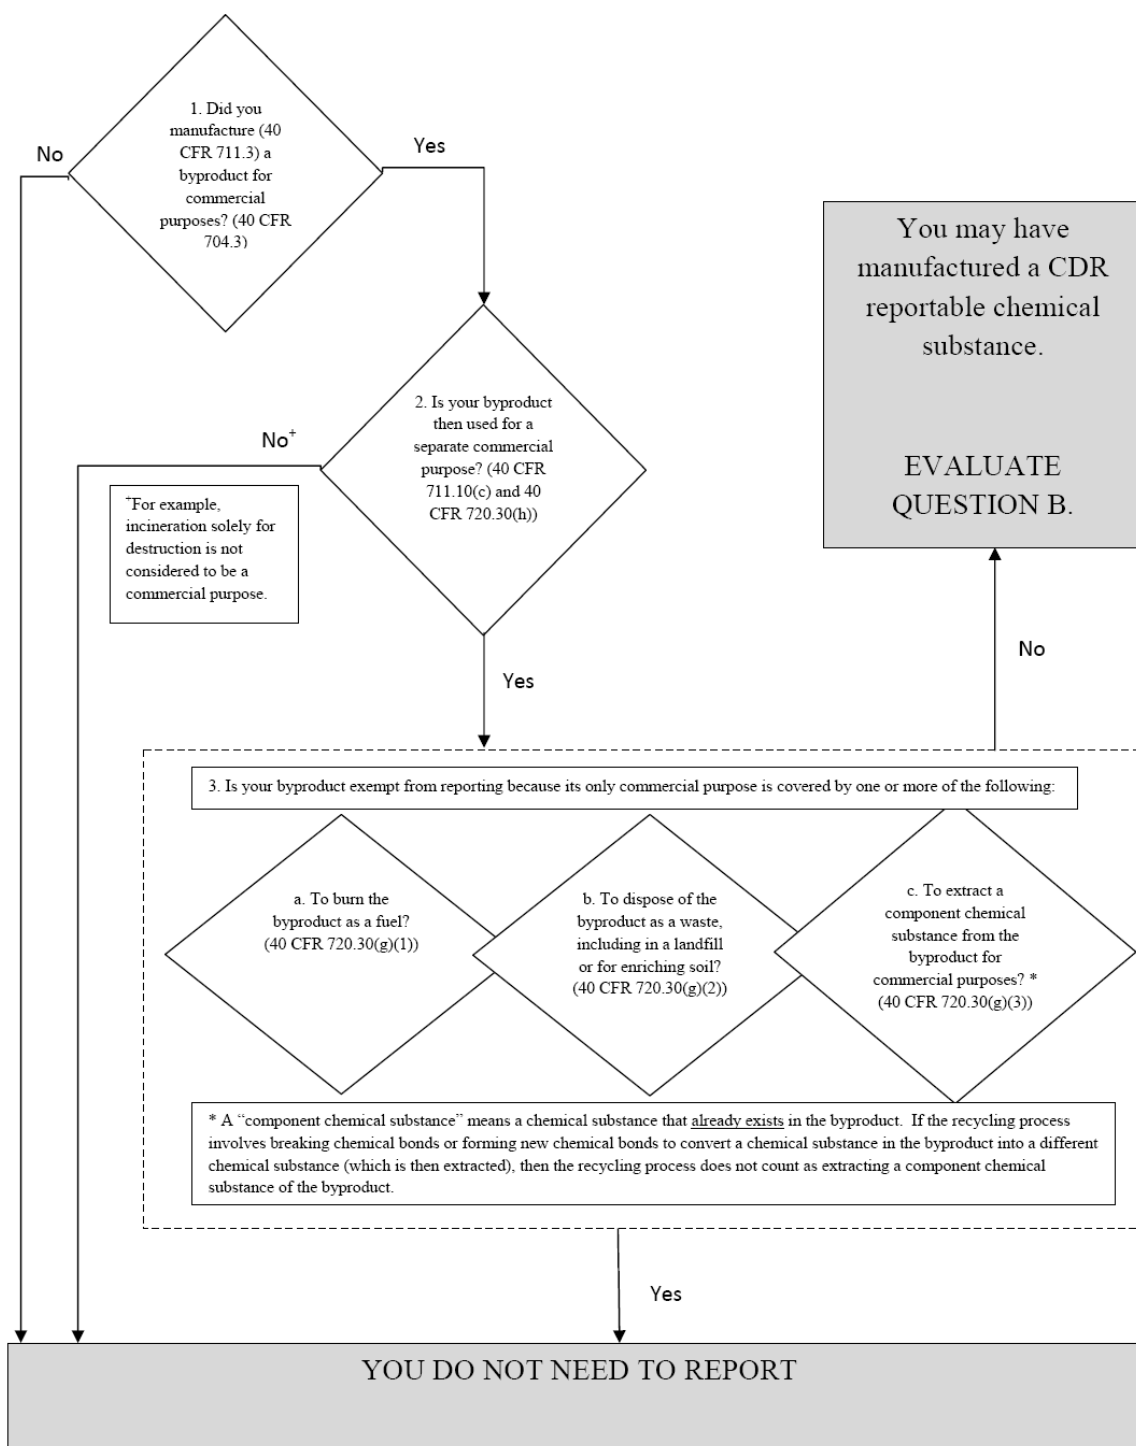 1. Did you
manufacture (40
CFR 711.3) a
byproduct for
commercial
purposes? (40 CFR
704.3)
No
Yes
You may have
manufactured a CDR
reportable chemical
substance.
EVALUATE
QUESTION B.
2. Is your byproduct
then used for a
separate commercial
purpose? (40 CFR
711.10(c) and 40
CFR 720.30(h))
No+
+For example,
incineration solely for
destruction is not
considered to be a
commercial purpose.
Yes
No
3. Is your byproduct exempt from reporting because its only commercial purpose is covered by one or more of the following:
a. To burn the
byproduct as a fuel?
(40 CFR 720.30(g)(1))
b. To dispose of the
byproduct as a waste,
including in a landfill
or for enriching soil?
(40 CFR 720.30(g)(2))
c. To extract a
component chemical
substance from the
byproduct for
commercial purposes? *
(40 CFR 720.30(g)(3))
* A “component chemical substance” means a chemical substance that already exists in the byproduct.  If the recycling process
involves breaking chemical bonds or forming new chemical bonds to convert a chemical substance in the byproduct into a different
chemical substance (which is then extracted), then the recycling process does not count as extracting a component chemical
substance of the byproduct.
Yes
YOU DO NOT NEED TO REPORT